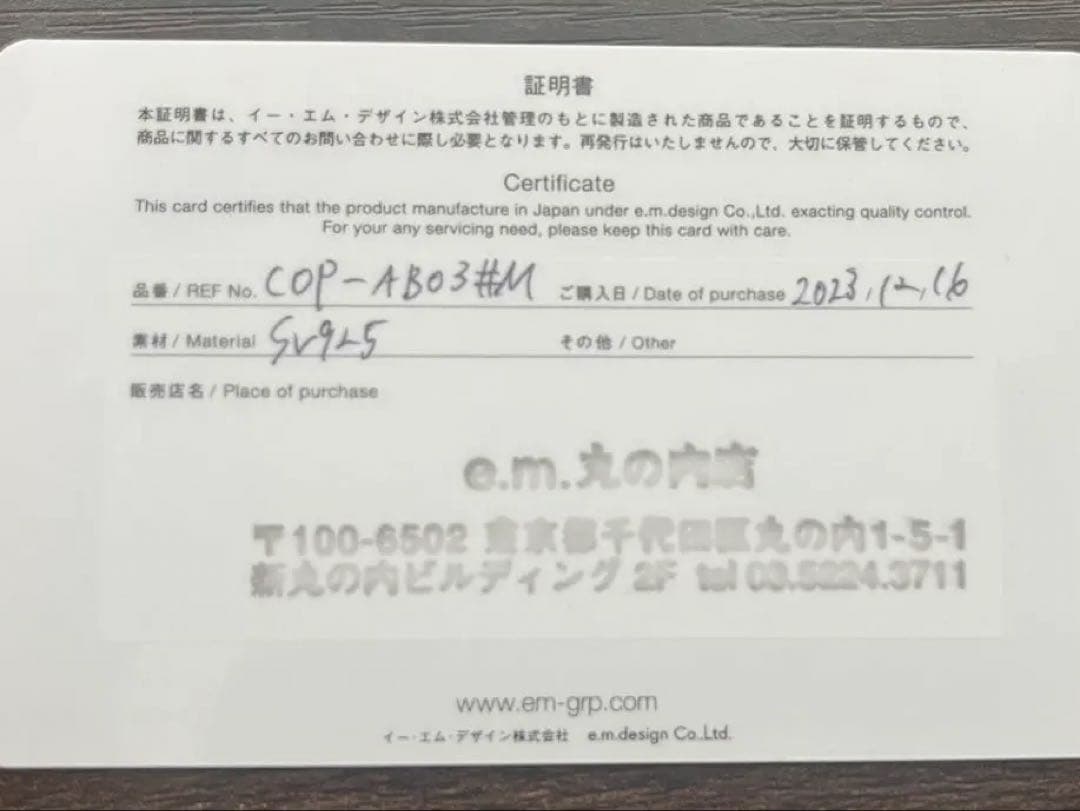 証明書
本証明書は、イー・エム・デザイン株式会社管理のもとに製造された商品であることを証明するもので、
商品に関するすべてのお問い合わせに際し必要となります。再発行はいたしませんので、大切に保管してください。
Certificate
This card certifies that the product manufacture in Japan under e.m.design Co.,Ltd. exacting quality control.
For your any servicing need, please keep this card with care.
品番 / REF No. COP-AB03#M ご購入日 / Date of purchase 2023.12.16
素材 / Material Sv925 その他 / Other
販売店名 / Place of purchase
e.m.丸の内店
〒100-6502 東京都千代田区丸の内1-5-1
新丸の内ビルディング 2F tel 03.5224.3711
www.em-grp.com
イー・エム・デザイン株式会社 e.m.design Co.Ltd.